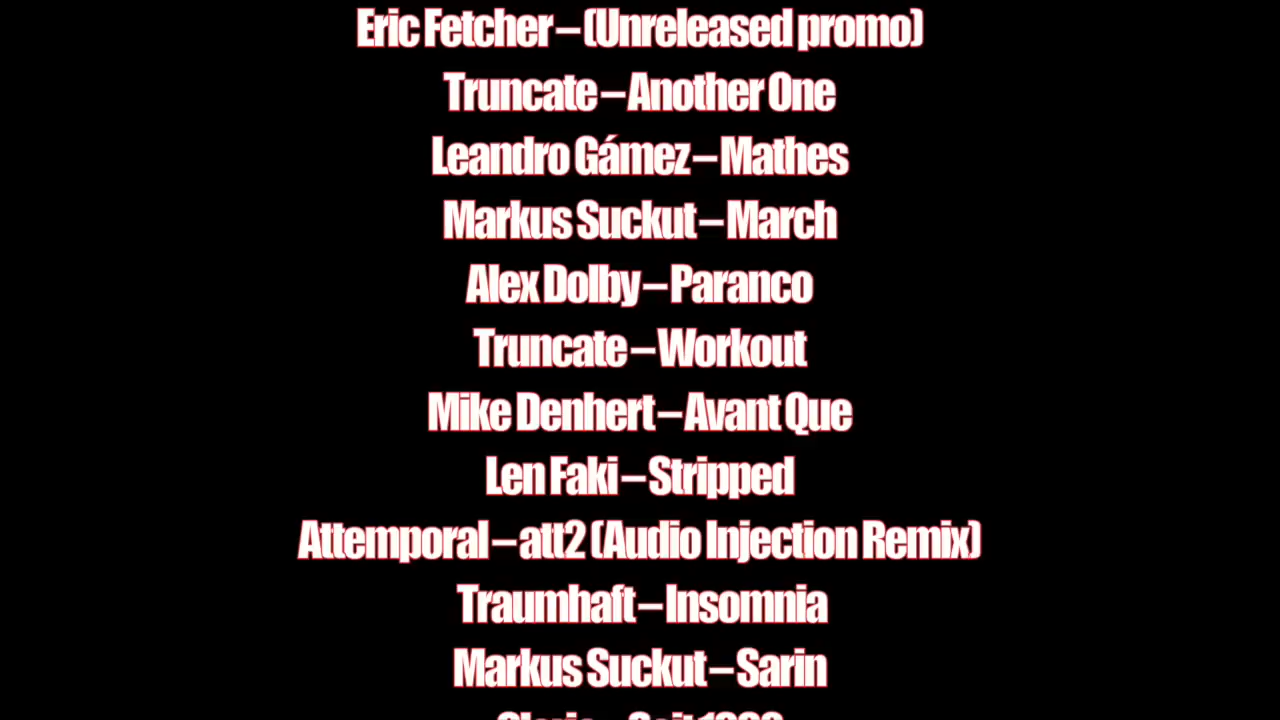 Eric Fetcher – (Unreleased promo)
Truncate – Another One
Leandro Gámez – Mathes
Markus Suckut – March
Alex Dolby – Paranco
Truncate – Workout
Mike Denhert – Avant Que
Len Faki – Stripped
Attemporal – att2 (Audio Injection Remix)
Traumhaft – Insomnia
Markus Suckut – Sarin